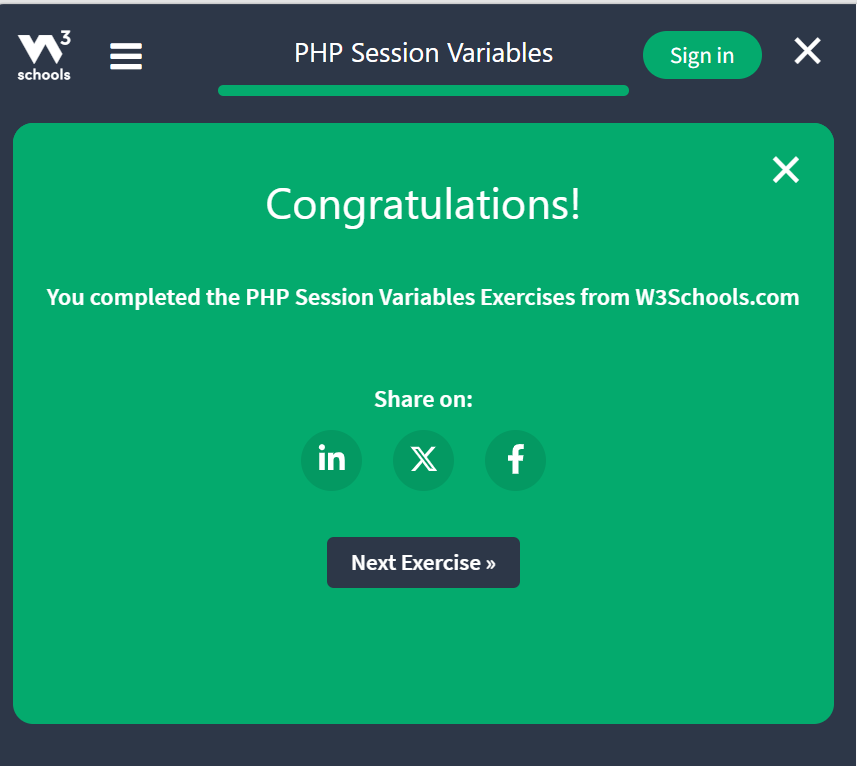 W3 schools
PHP Session Variables
Sign in
Congratulations!
You completed the PHP Session Variables Exercises from W3Schools.com
Share on:
in
X
f
Next Exercise »